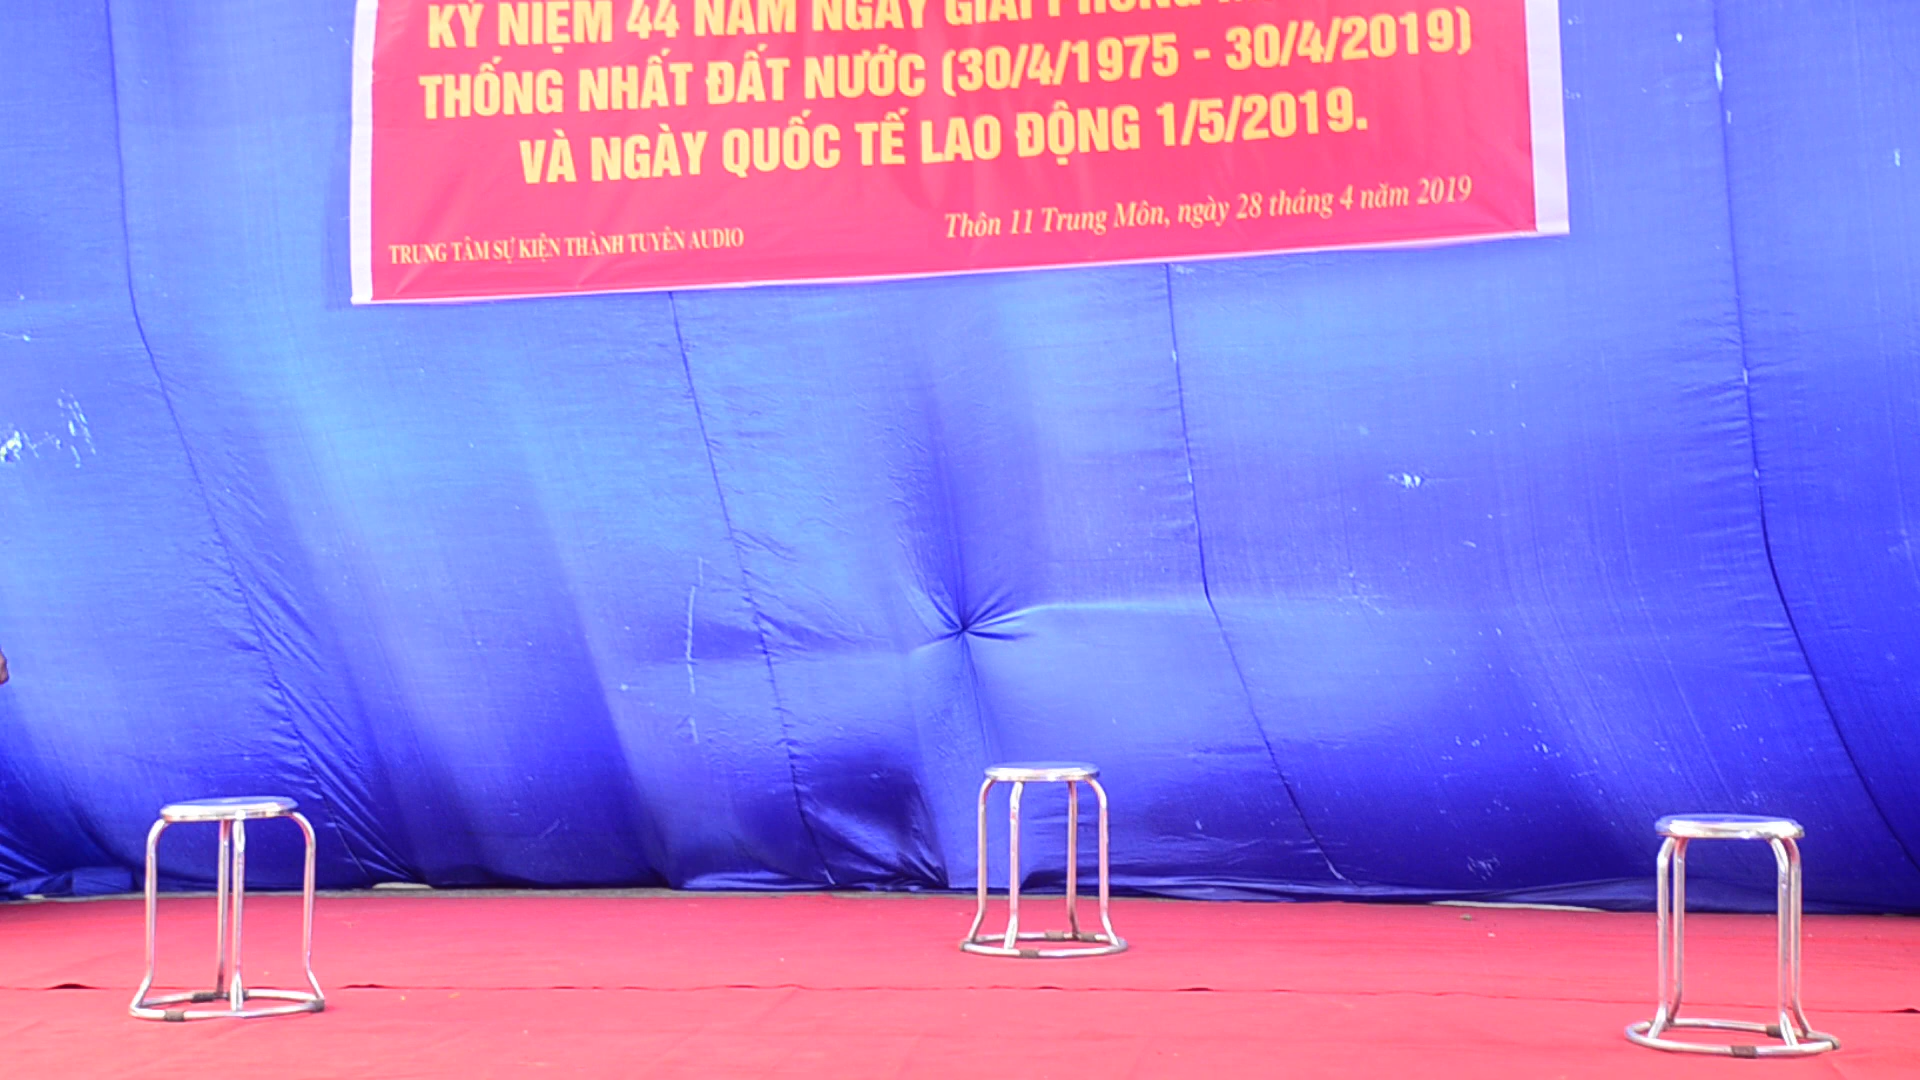 KỶ NIỆM 44 NĂM NGÀY GIẢI PHÓNG
THỐNG NHẤT ĐẤT NƯỚC (30/4/1975 - 30/4/2019)
VÀ NGÀY QUỐC TẾ LAO ĐỘNG 1/5/2019.
Thôn 11 Trung Môn, ngày 28 tháng 4 năm 2019
TRUNG TÂM SỰ KIỆN THÀNH TUYÊN AUDIO